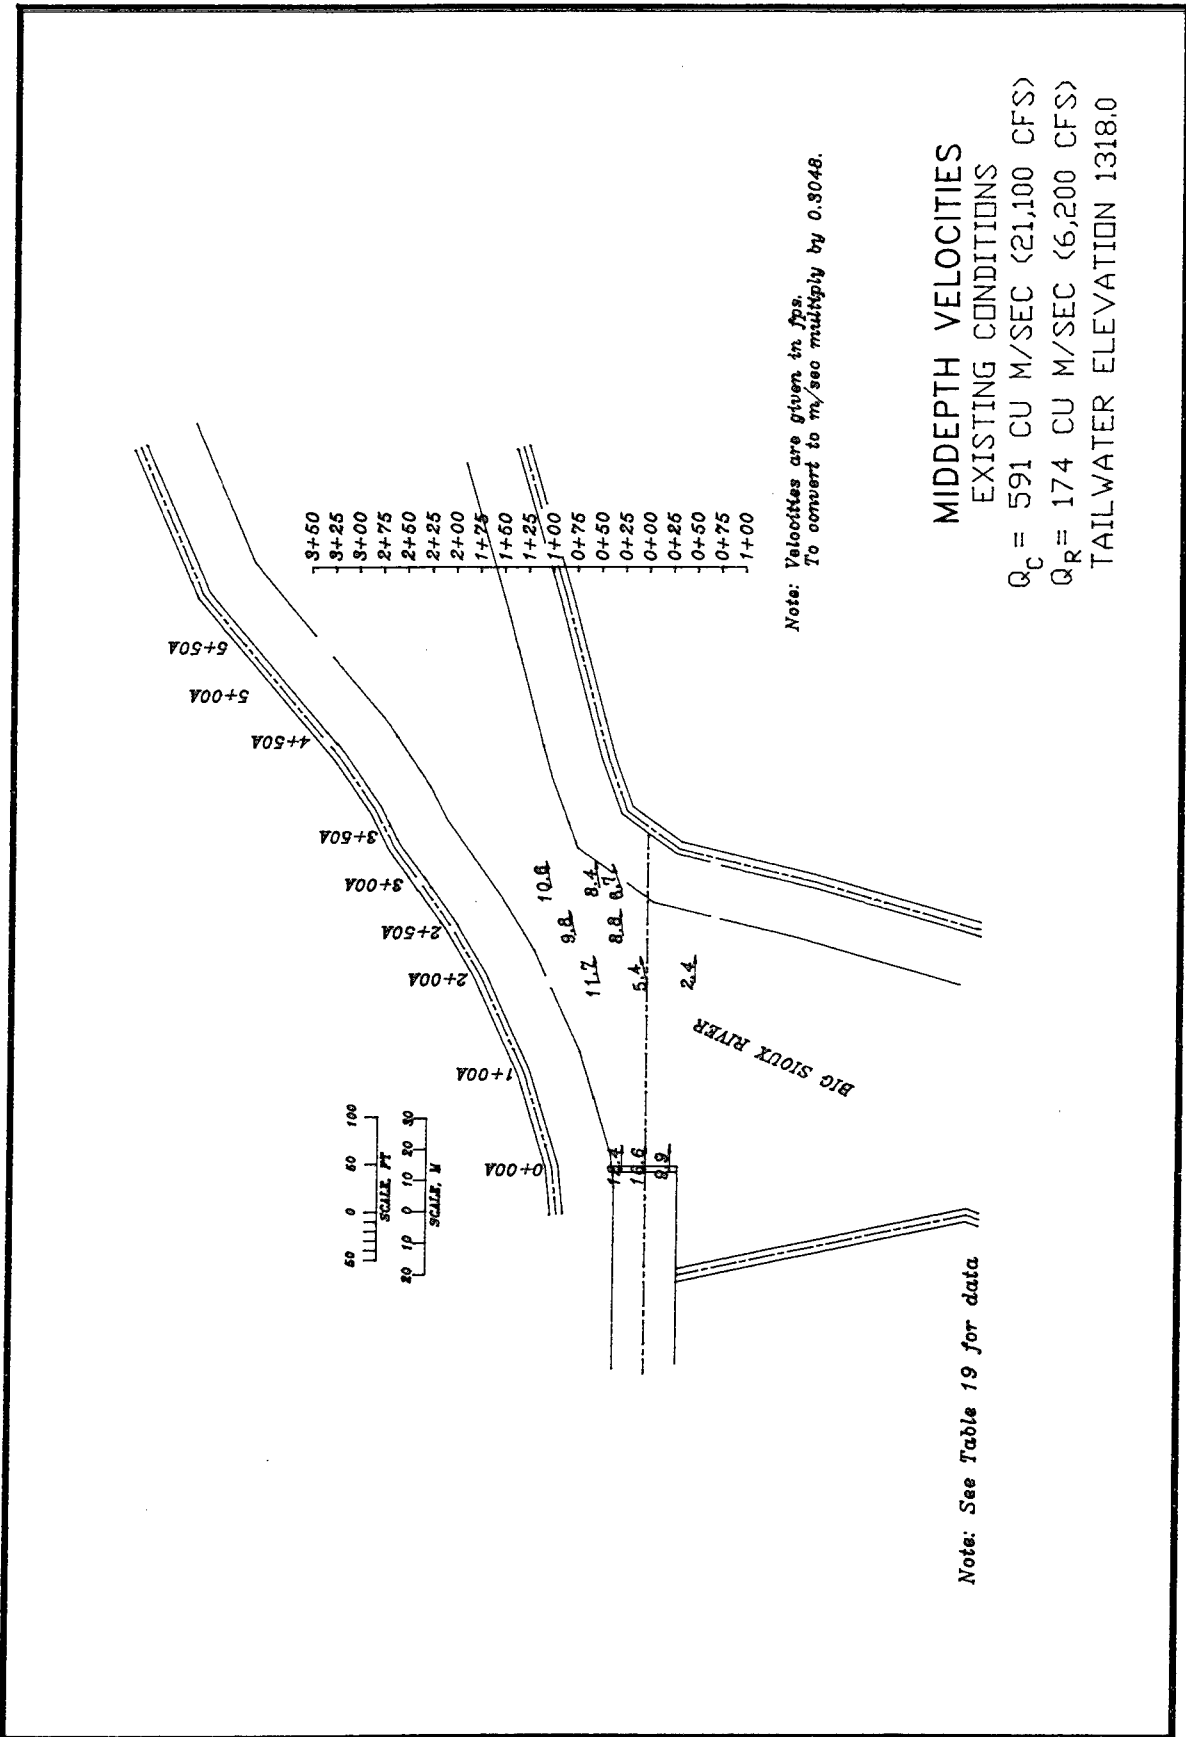 5+50A
5+00A
4+50A
3+50A
3+00A
2+50A
2+00A
1+00A
0+00A
3+50
3+25
3+00
2+75
2+50
2+25
2+00
1+75
1+50
1+25
1+00
0+75
0+50
0+25
0+00
0+25
0+50
0+75
1+00
50 0 50 100
SCALE, FT
20 10 0 10 20 30
SCALE, M
10.6
9.8
8.4
6.7
11.7
8.8
5.4
2.4
16.6
9.9
BIG SIOUX RIVER
Note: Velocities are given in fps.
To convert to m/sec multiply by 0.3048.
Note: See Table 19 for data
MIDDEPTH VELOCITIES
EXISTING CONDITIONS
QC = 591 CU M/SEC (21,100 CFS)
QR = 174 CU M/SEC (6,200 CFS)
TAILWATER ELEVATION 1318.0